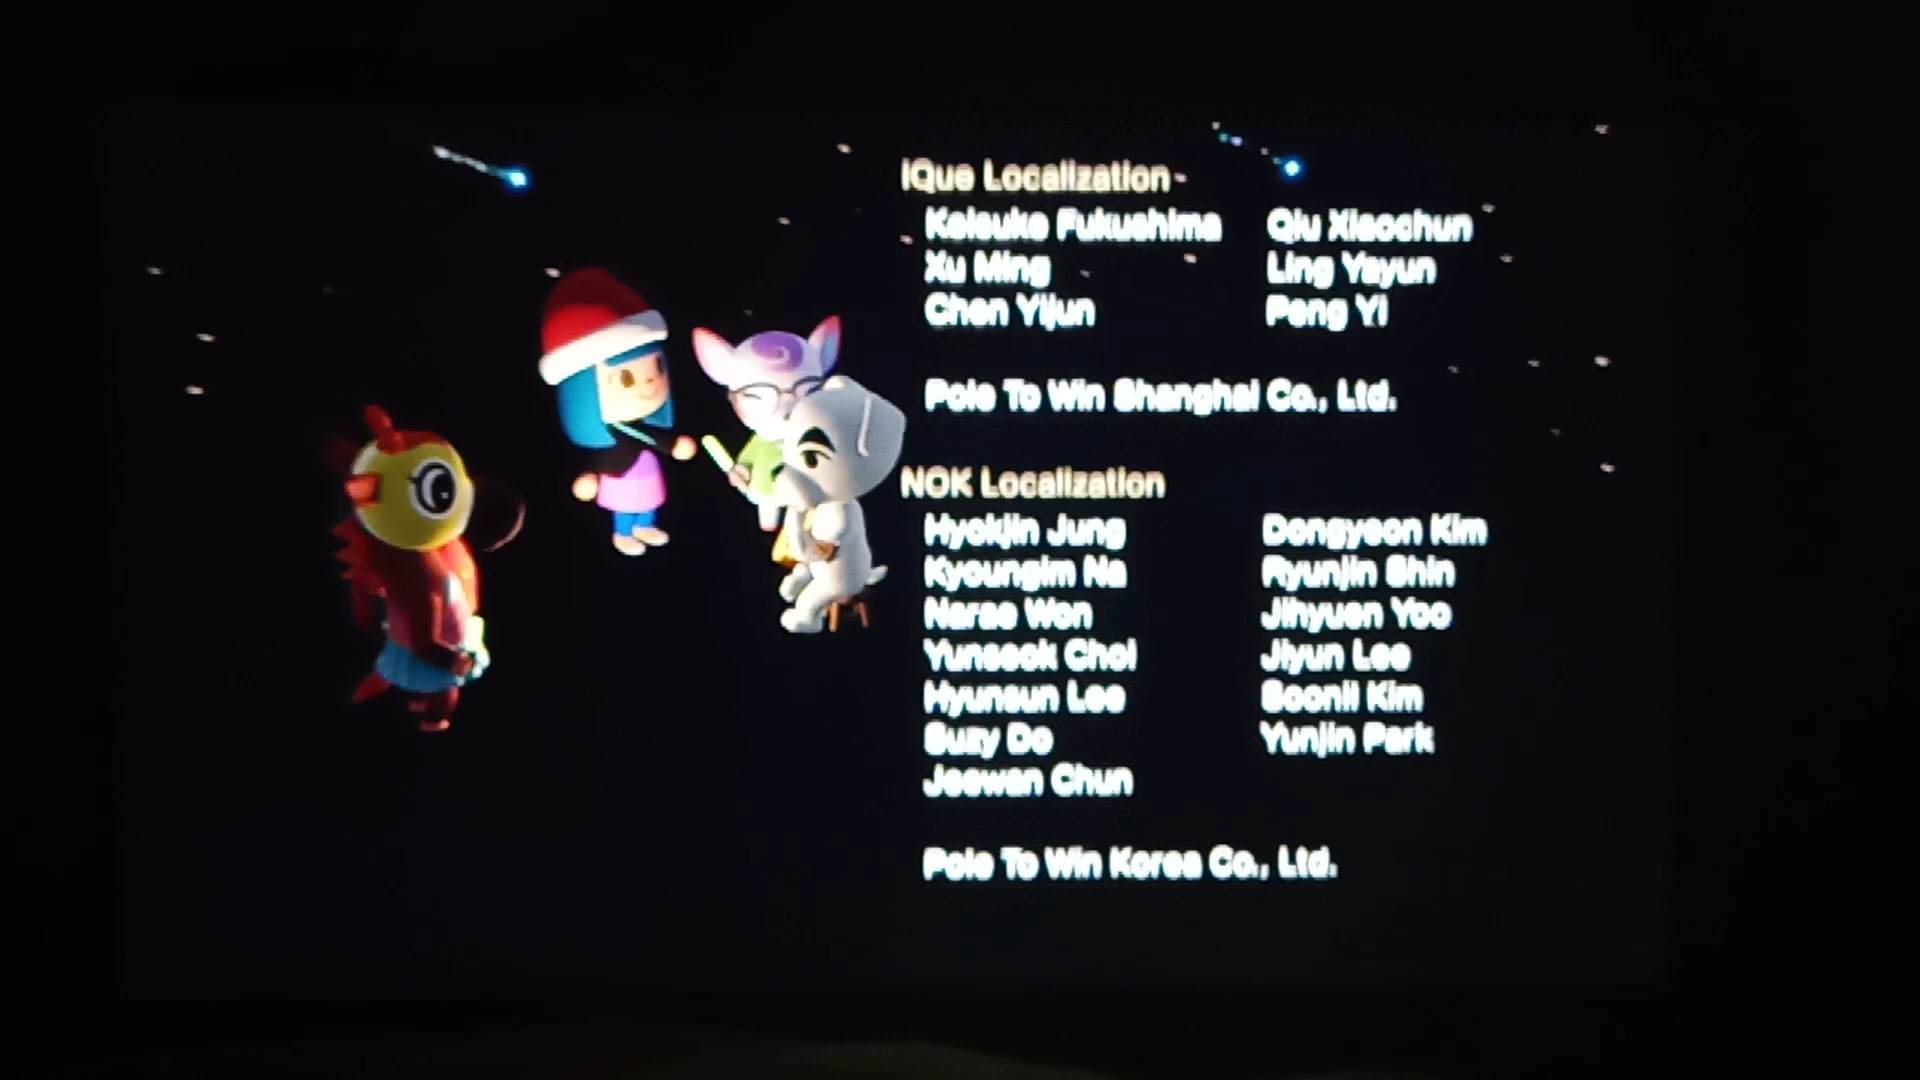 iQue Localization
Keisuke Fukushima Qiu Xiaochun
Xu Ming Ling Yayun
Chen Yijun Peng Yi
Pole To Win Shanghai Co., Ltd.
NOK Localization
Hyokjin Jung Dongyeon Kim
Kyoungim Na Ryunjin Shin
Narae Won Jihyuen Yoo
Yunseok Choi Jiyun Lee
Hyunsun Lee Soonil Kim
Suzy Do Yunjin Park
Jeewan Chun
Pole To Win Korea Co., Ltd.